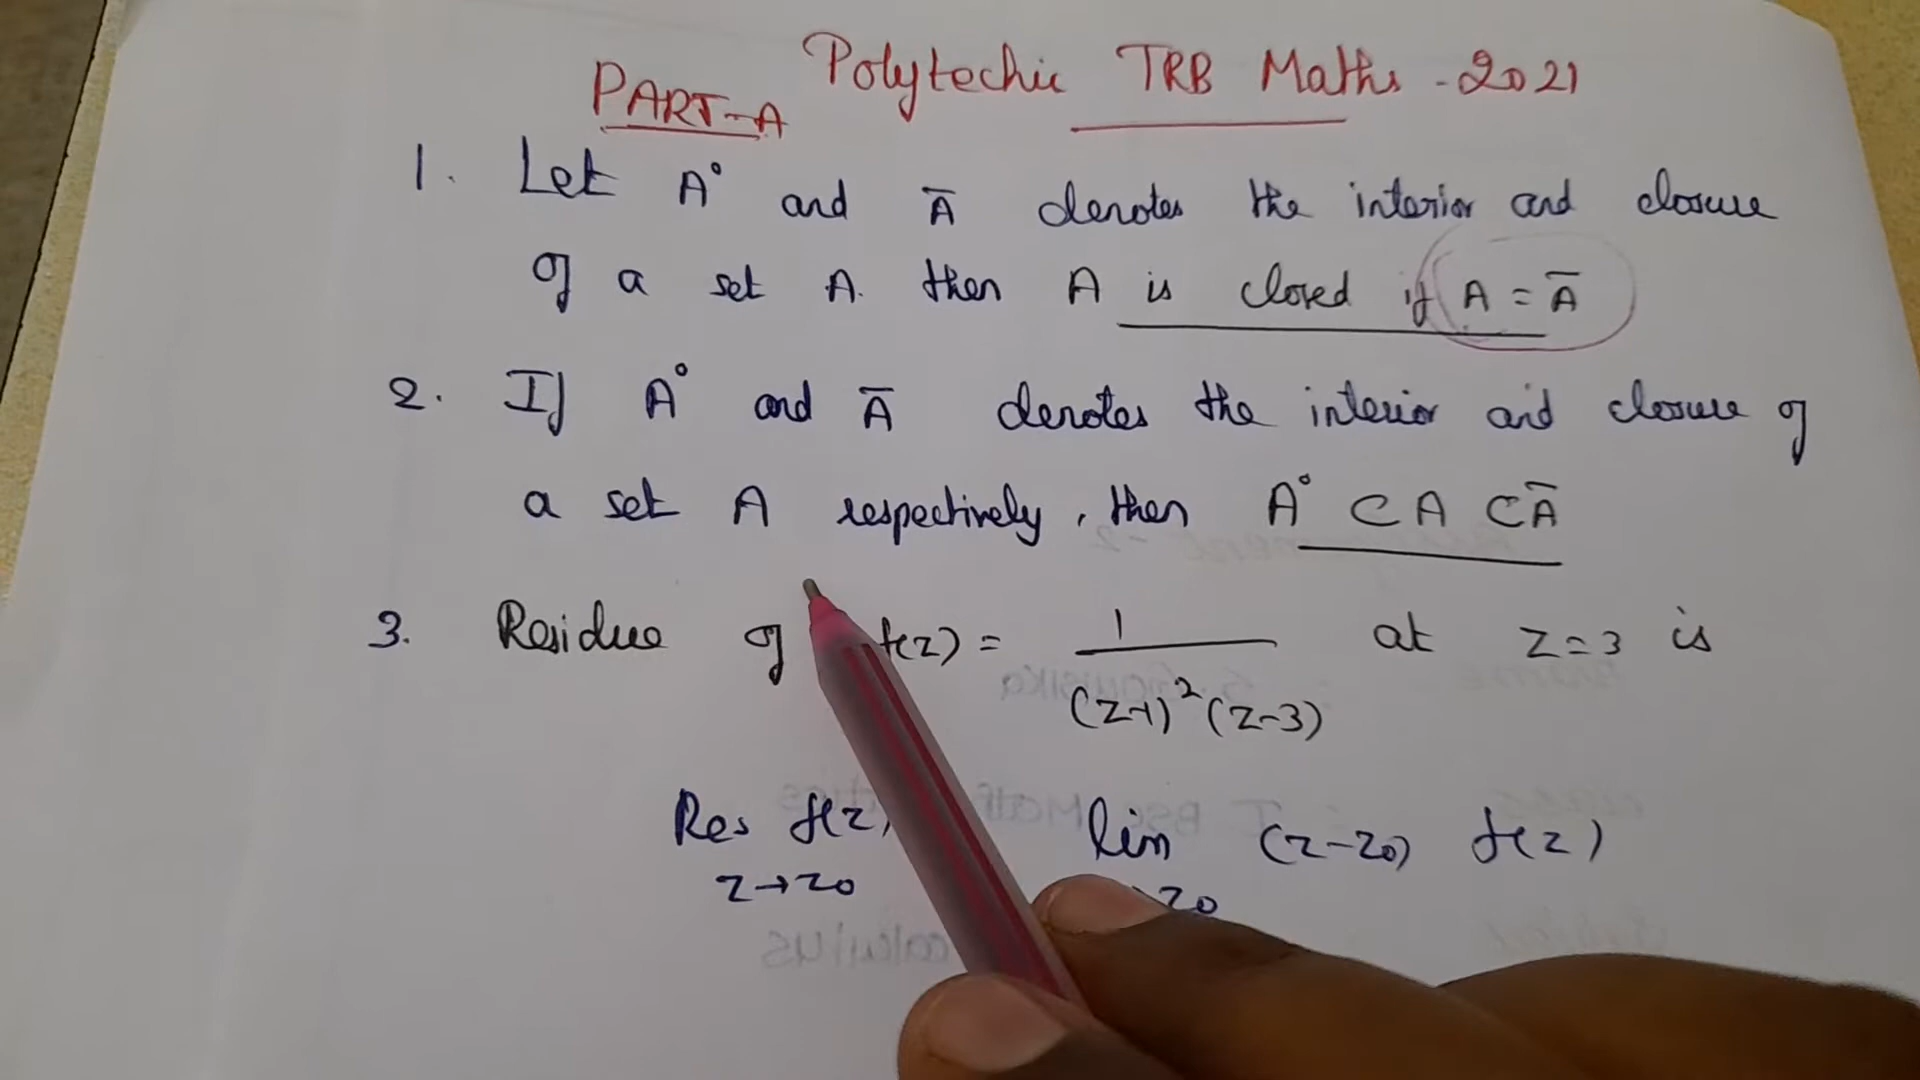 Polytechic TRB Maths - 2021
PART-A
1. Let A° and Ā denotes the interior and closure
of a set A. then A is closed if A = Ā
2. If A° and Ā denotes the interior and closure of
a set A respectively, then A° ⊂ A ⊂ Ā
3. Residue of f(z) = 1 / (z-1)² (z-3) at z=3 is
Res f(z) lim (z-z0) f(z)
z→z0 z0